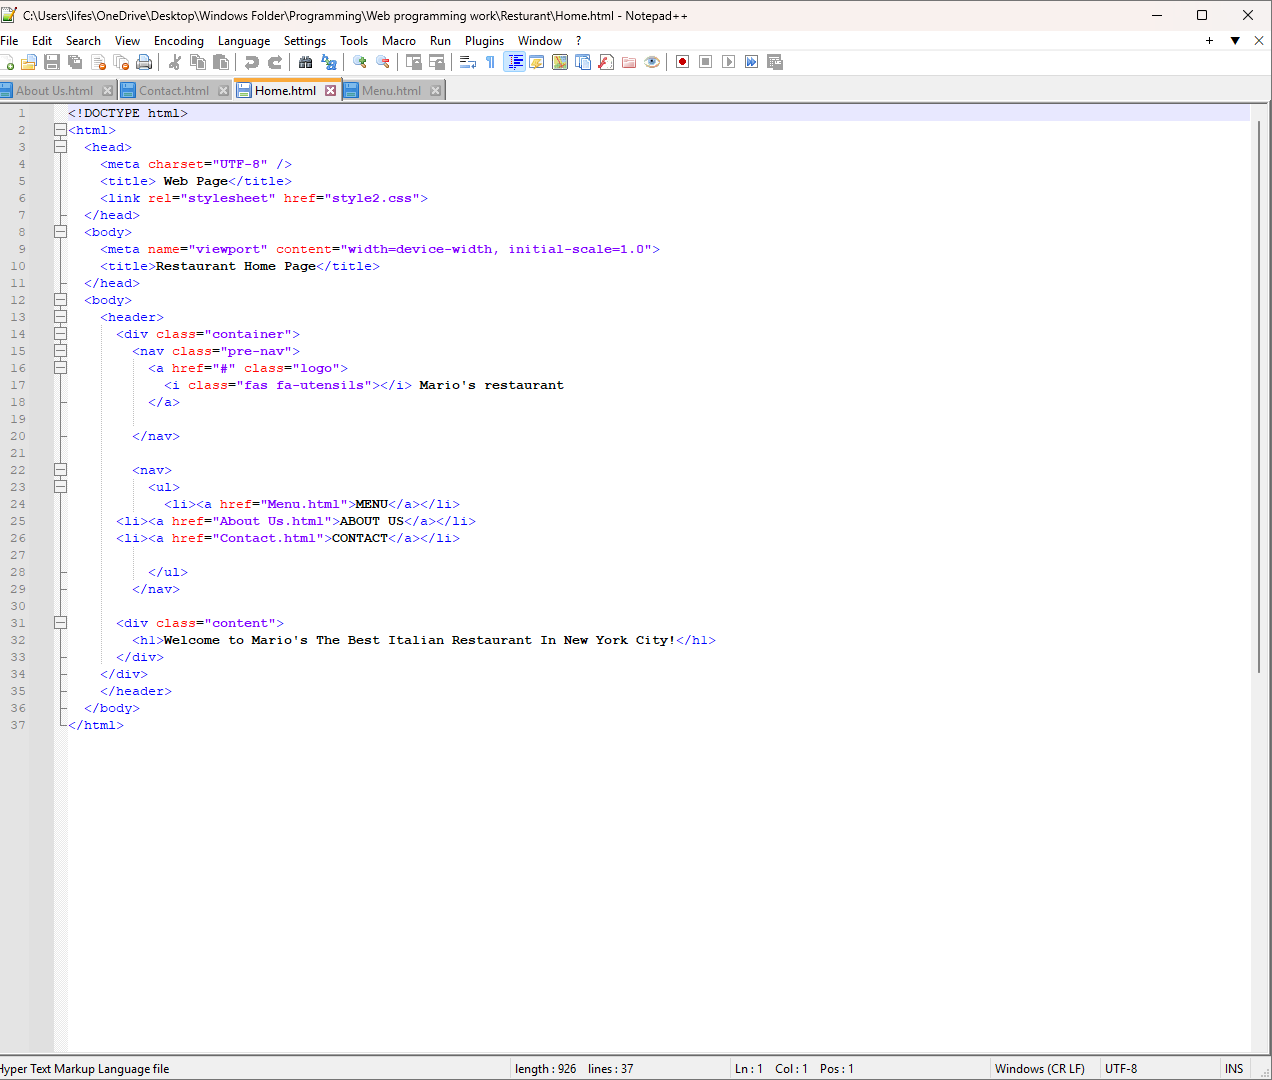 C:\Users\lifes\OneDrive\Desktop\Windows Folder\Programming\Web programming work\Resturant\Home.html - Notepad++
File Edit Search View Encoding Language Settings Tools Macro Run Plugins Window ?
About Us.html Contact.html Home.html Menu.html
1 <!DOCTYPE html>
2 <html>
3 <head>
4 <meta charset="UTF-8" />
5 <title> Web Page</title>
6 <link rel="stylesheet" href="style2.css">
7 </head>
8 <body>
9 <meta name="viewport" content="width=device-width, initial-scale=1.0">
10 <title>Restaurant Home Page</title>
11 </head>
12 <body>
13 <header>
14 <div class="container">
15 <nav class="pre-nav">
16 <a href="#" class="logo">
17 <i class="fas fa-utensils"></i> Mario's restaurant
18 </a>
19
20 </nav>
21
22 <nav>
23 <ul>
24 <li><a href="Menu.html">MENU</a></li>
25 <li><a href="About Us.html">ABOUT US</a></li>
26 <li><a href="Contact.html">CONTACT</a></li>
27
28 </ul>
29 </nav>
30
31 <div class="content">
32 <h1>Welcome to Mario's The Best Italian Restaurant In New York City!</h1>
33 </div>
34 </div>
35 </header>
36 </body>
37 </html>
Hyper Text Markup Language file length : 926 lines : 37 Ln : 1 Col : 1 Pos : 1 Windows (CR LF) UTF-8 INS